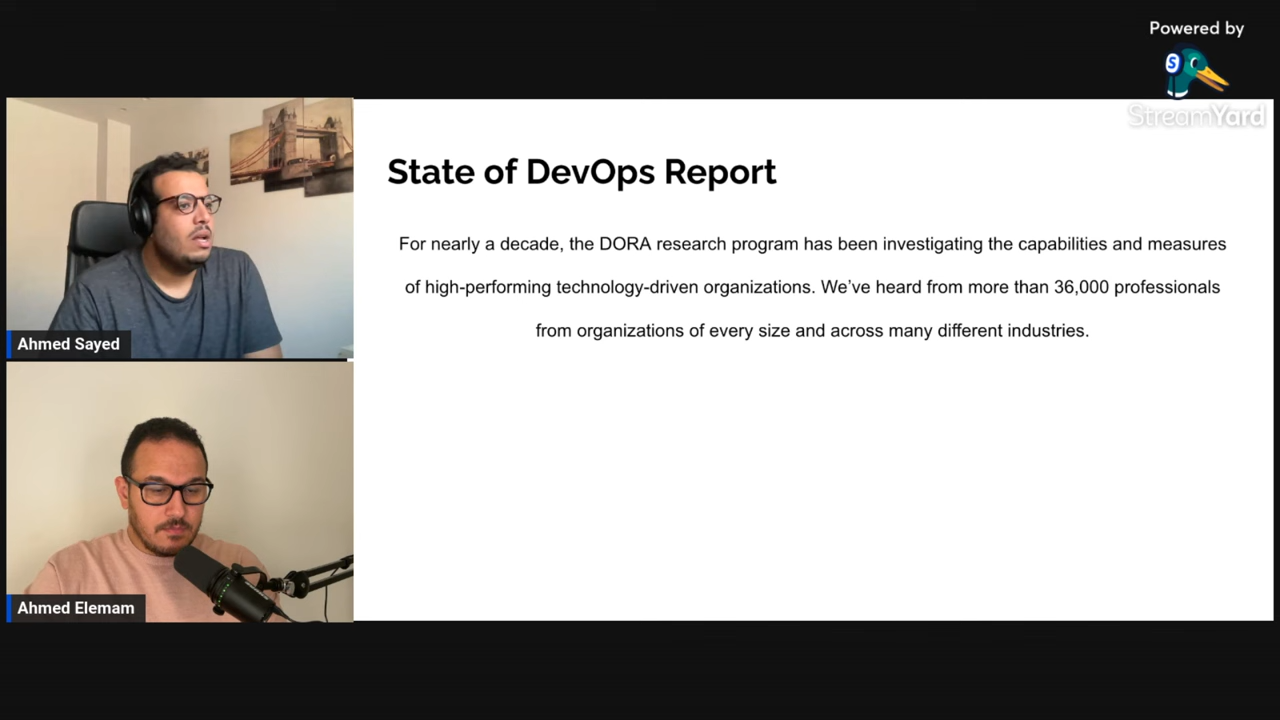 Powered by
StreamYard
State of DevOps Report
For nearly a decade, the DORA research program has been investigating the capabilities and measures
of high-performing technology-driven organizations. We’ve heard from more than 36,000 professionals
from organizations of every size and across many different industries.
Ahmed Sayed
Ahmed Elemam